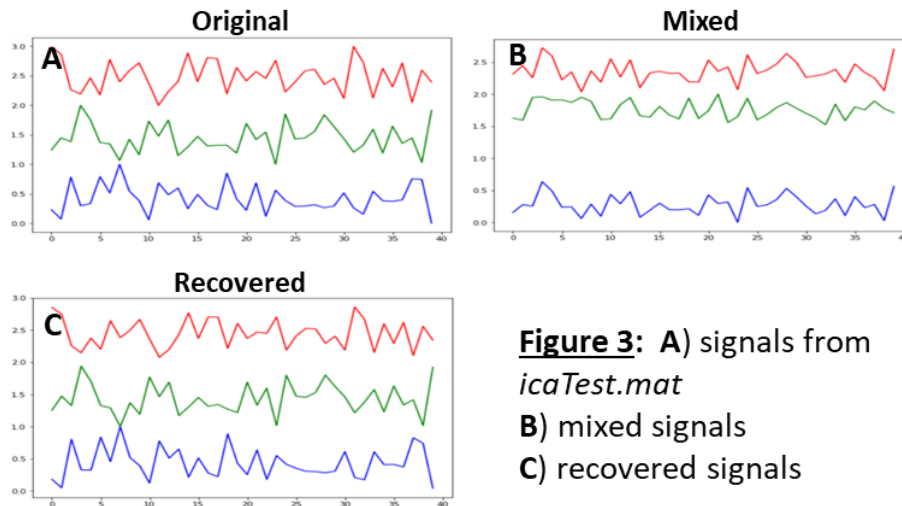 Original
A
3.0
2.5
2.0
1.5
1.0
0.5
0.0
0 5 10 15 20 25 30 35 40
Mixed
B
2.5
2.0
1.5
1.0
0.5
0.0
0 5 10 15 20 25 30 35 40
Recovered
C
3.0
2.5
2.0
1.5
1.0
0.5
0.0
0 5 10 15 20 25 30 35 40
Figure 3: A) signals from
icaTest.mat
B) mixed signals
C) recovered signals